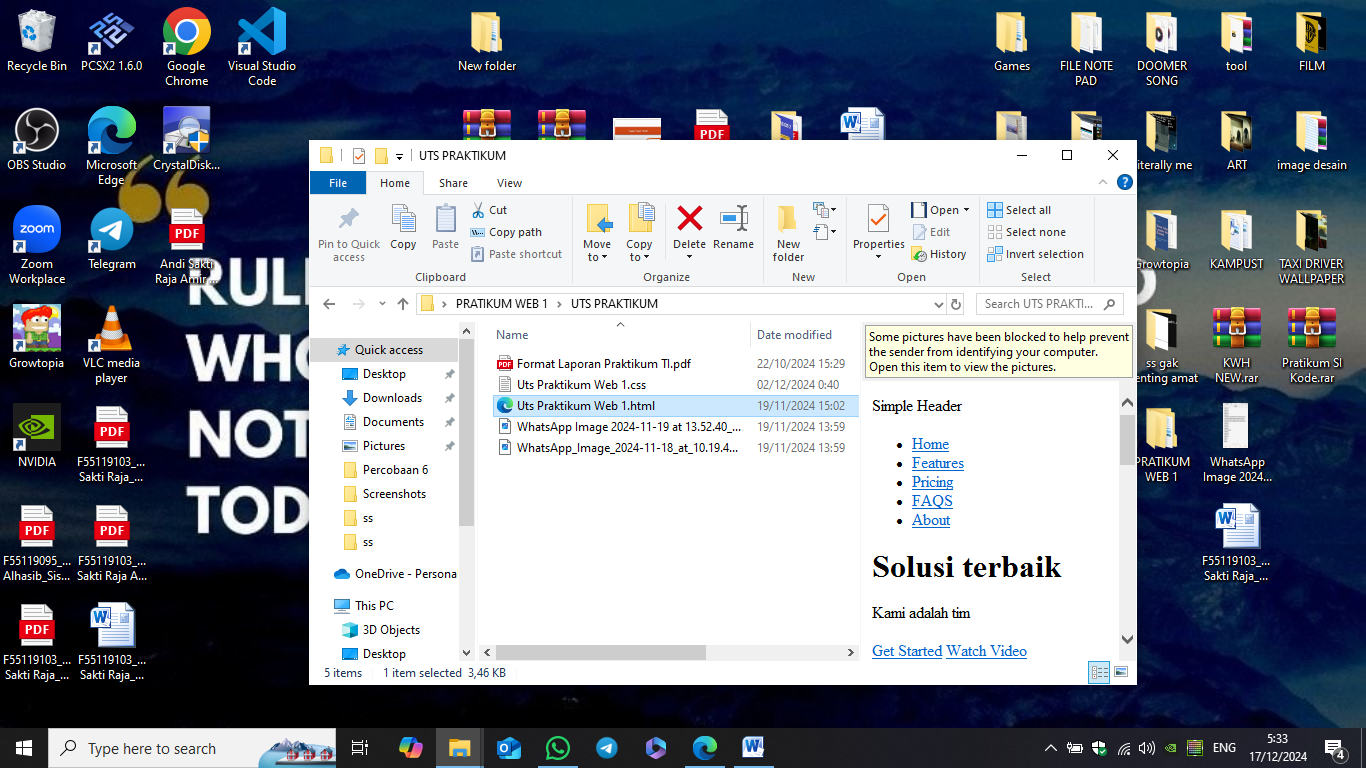 Recycle Bin
PCSX2 1.6.0
Google
Chrome
Visual Studio
Code
New folder
Games
FILE NOTE
PAD
DOOMER
SONG
tool
FILM
OBS Studio
Microsoft
Edge
CrystalDisk...
iterally me
ART
image desain
Zoom
Workplace
Telegram
Andi Sakti
Raja Amir ...
Growtopia
KAMPUST
TAXI DRIVER
WALLPAPER
Growtopia
VLC media
player
ss gak
enting amat
KWH
NEW.rar
Pratikum SI
Kode.rar
NVIDIA
F55119103_...
Sakti Raja_...
PRATIKUM
WEB 1
WhatsApp
Image 2024...
F55119095_...
Alhasib_Sis...
F55119103_...
Sakti Raja A...
F55119103_...
Sakti Raja_...
F55119103_...
Sakti Raja_...
F55119103_...
Sakti Raja_...
PDF
PDF
PDF
PDF
PDF
PDF
zoom
RUL
WHO
NOT
TOD
UTS PRAKTIKUM
File
Home
Share
View
Pin to Quick
access
Copy
Paste
Cut
Copy path
Paste shortcut
Clipboard
Move
to
Copy
to
Delete
Rename
Organize
New
folder
New
Properties
Open
Edit
History
Open
Select all
Select none
Invert selection
Select
PRATIKUM WEB 1 › UTS PRAKTIKUM
Search UTS PRAKTI...
Quick access
Desktop
Downloads
Documents
Pictures
Percobaan 6
Screenshots
ss
ss
OneDrive - Persona
This PC
3D Objects
Desktop
Name
Date modified
Format Laporan Praktikum TI.pdf 22/10/2024 15:29
Uts Praktikum Web 1.css 02/12/2024 0:40
Uts Praktikum Web 1.html 19/11/2024 15:02
WhatsApp Image 2024-11-19 at 13.52.40_... 19/11/2024 13:59
WhatsApp_Image_2024-11-18_at_10.19.4... 19/11/2024 13:59
Some pictures have been blocked to help prevent
the sender from identifying your computer.
Open this item to view the pictures.
Simple Header
Home
Features
Pricing
FAQS
About
Solusi terbaik
Kami adalah tim
Get Started Watch Video
5 items
1 item selected 3,46 KB
Type here to search
ENG
5:33
17/12/2024
4